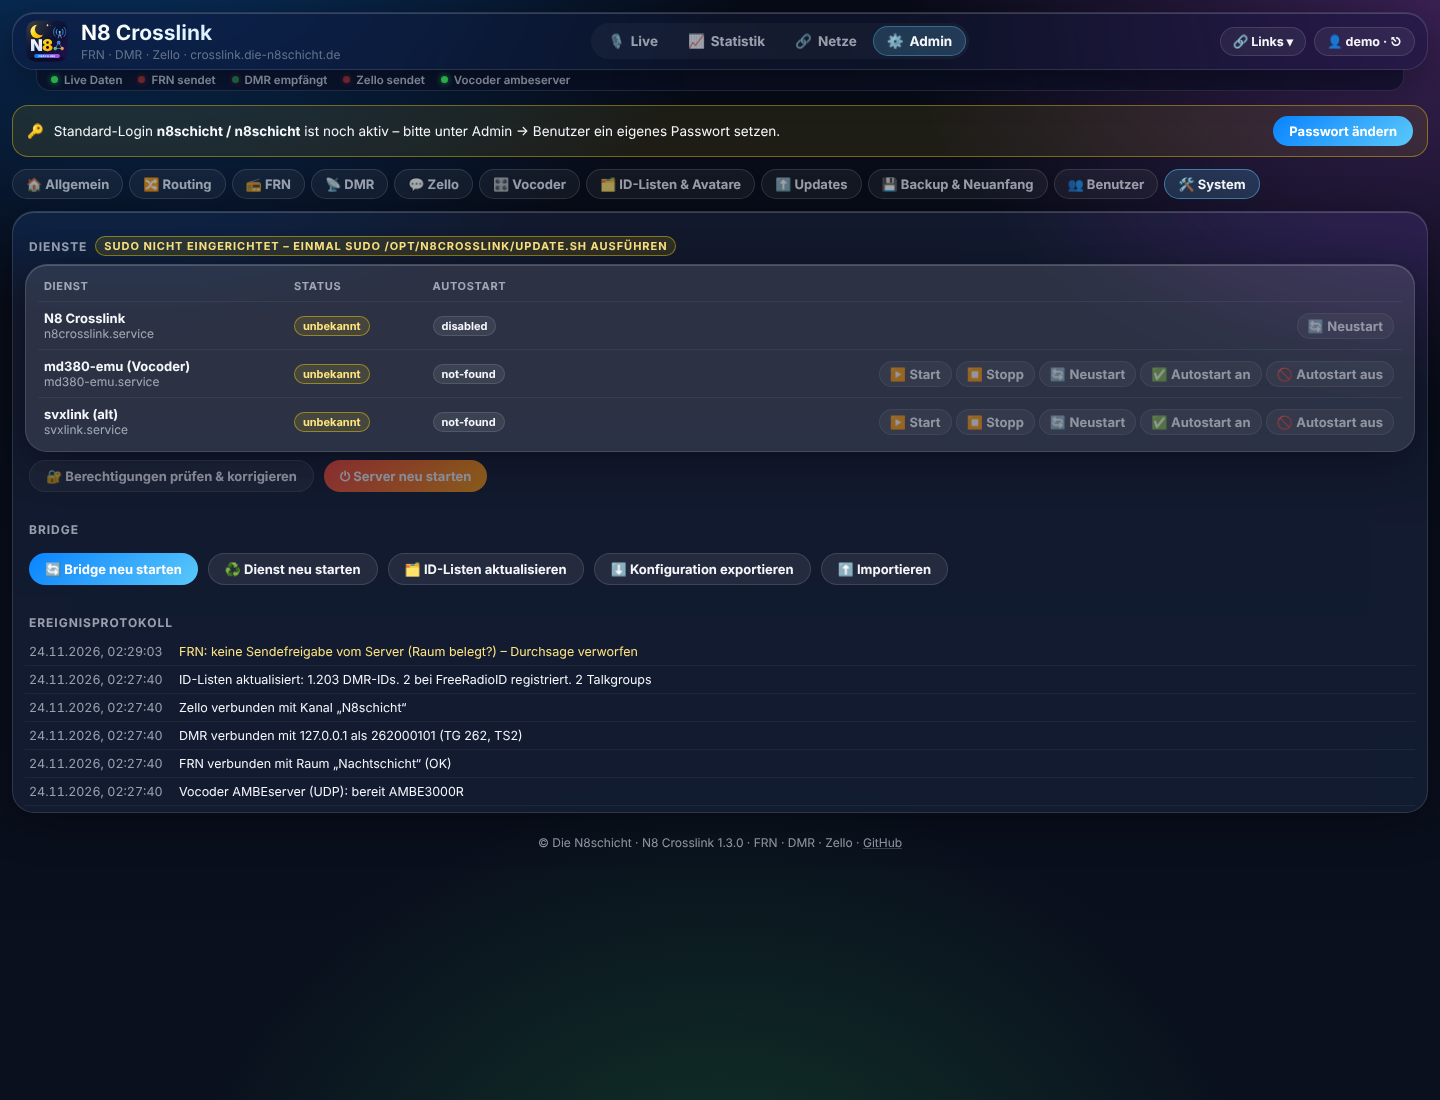 N8 Crosslink
FRN · DMR · Zello · crosslink.die-n8schicht.de
Live
Statistik
Netze
Admin
Links ▾
demo ·
Live Daten
FRN sendet
DMR empfängt
Zello sendet
Vocoder ambeserver
Standard-Login n8schicht / n8schicht ist noch aktiv – bitte unter Admin → Benutzer ein eigenes Passwort setzen.
Passwort ändern
Allgemein
Routing
FRN
DMR
Zello
Vocoder
ID-Listen & Avatare
Updates
Backup & Neuanfang
Benutzer
System
DIENSTE
SUDO NICHT EINGERICHTET – EINMAL SUDO /OPT/N8CROSSLINK/UPDATE.SH AUSFÜHREN
DIENST STATUS AUTOSTART
N8 Crosslink
n8crosslink.service
unbekannt
disabled
Neustart
md380-emu (Vocoder)
md380-emu.service
unbekannt
not-found
Start
Stopp
Neustart
Autostart an
Autostart aus
svxlink (alt)
svxlink.service
unbekannt
not-found
Start
Stopp
Neustart
Autostart an
Autostart aus
Berechtigungen prüfen & korrigieren
Server neu starten
BRIDGE
Bridge neu starten
Dienst neu starten
ID-Listen aktualisieren
Konfiguration exportieren
Importieren
EREIGNISPROTOKOLL
24.11.2026, 02:29:03 FRN: keine Sendefreigabe vom Server (Raum belegt?) – Durchsage verworfen
24.11.2026, 02:27:40 ID-Listen aktualisiert: 1.203 DMR-IDs. 2 bei FreeRadioID registriert. 2 Talkgroups
24.11.2026, 02:27:40 Zello verbunden mit Kanal „N8schicht“
24.11.2026, 02:27:40 DMR verbunden mit 127.0.0.1 als 262000101 (TG 262, TS2)
24.11.2026, 02:27:40 FRN verbunden mit Raum „Nachtschicht“ (OK)
24.11.2026, 02:27:40 Vocoder AMBEserver (UDP): bereit AMBE3000R
© Die N8schicht · N8 Crosslink 1.3.0 · FRN · DMR · Zello · GitHub